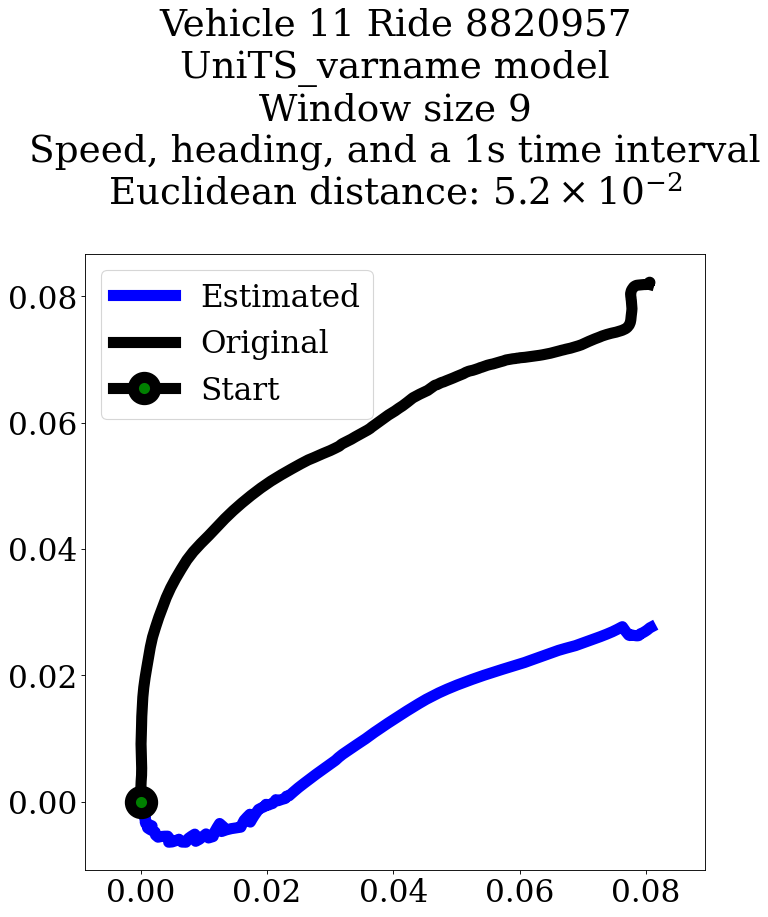 Vehicle 11 Ride 8820957
UniTS_varname model
Window size 9
Speed, heading, and a 1s time interval
Euclidean distance: 5.2 × 10⁻²
Estimated
Original
Start
0.08
0.06
0.04
0.02
0.00
0.00 0.02 0.04 0.06 0.08